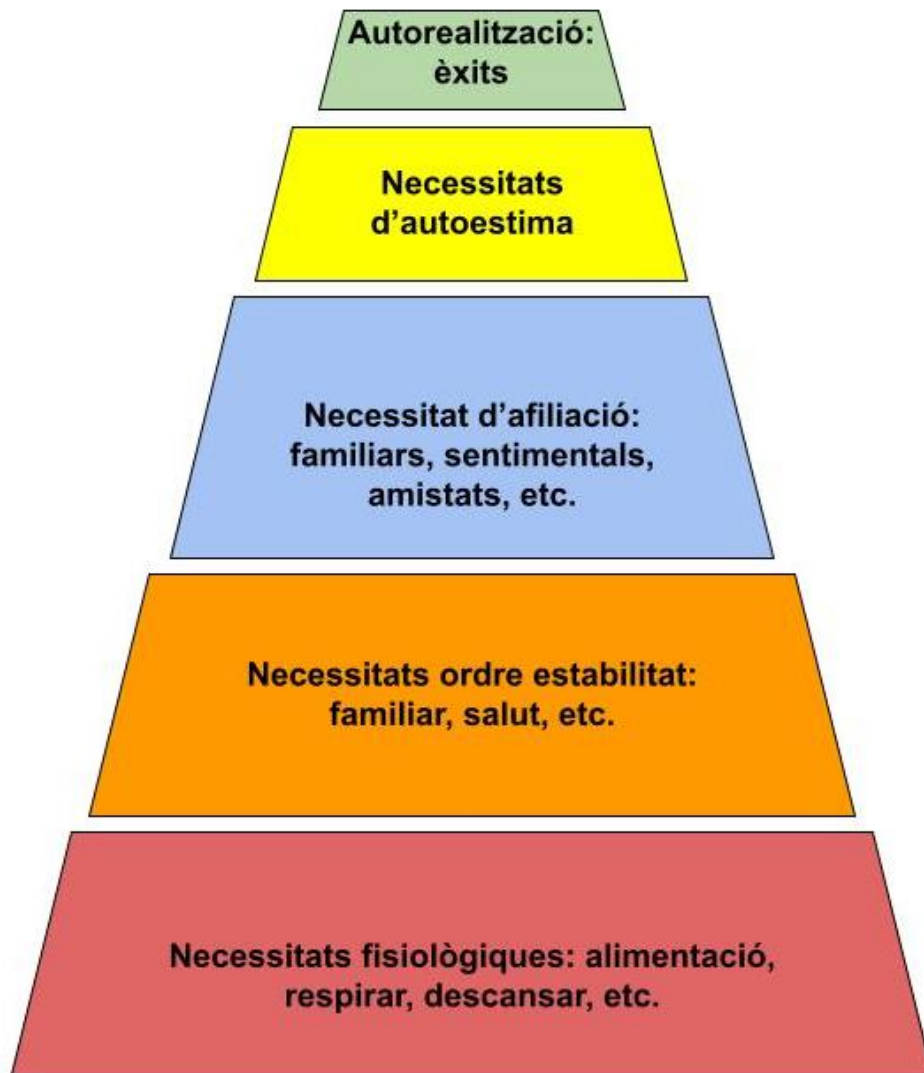 Autorealització:
èxits
Necessitats
d’autoestima
Necessitat d’afiliació:
familiars, sentimentals,
amistats, etc.
Necessitats ordre estabilitat:
familiar, salut, etc.
Necessitats fisiològiques: alimentació,
respirar, descansar, etc.